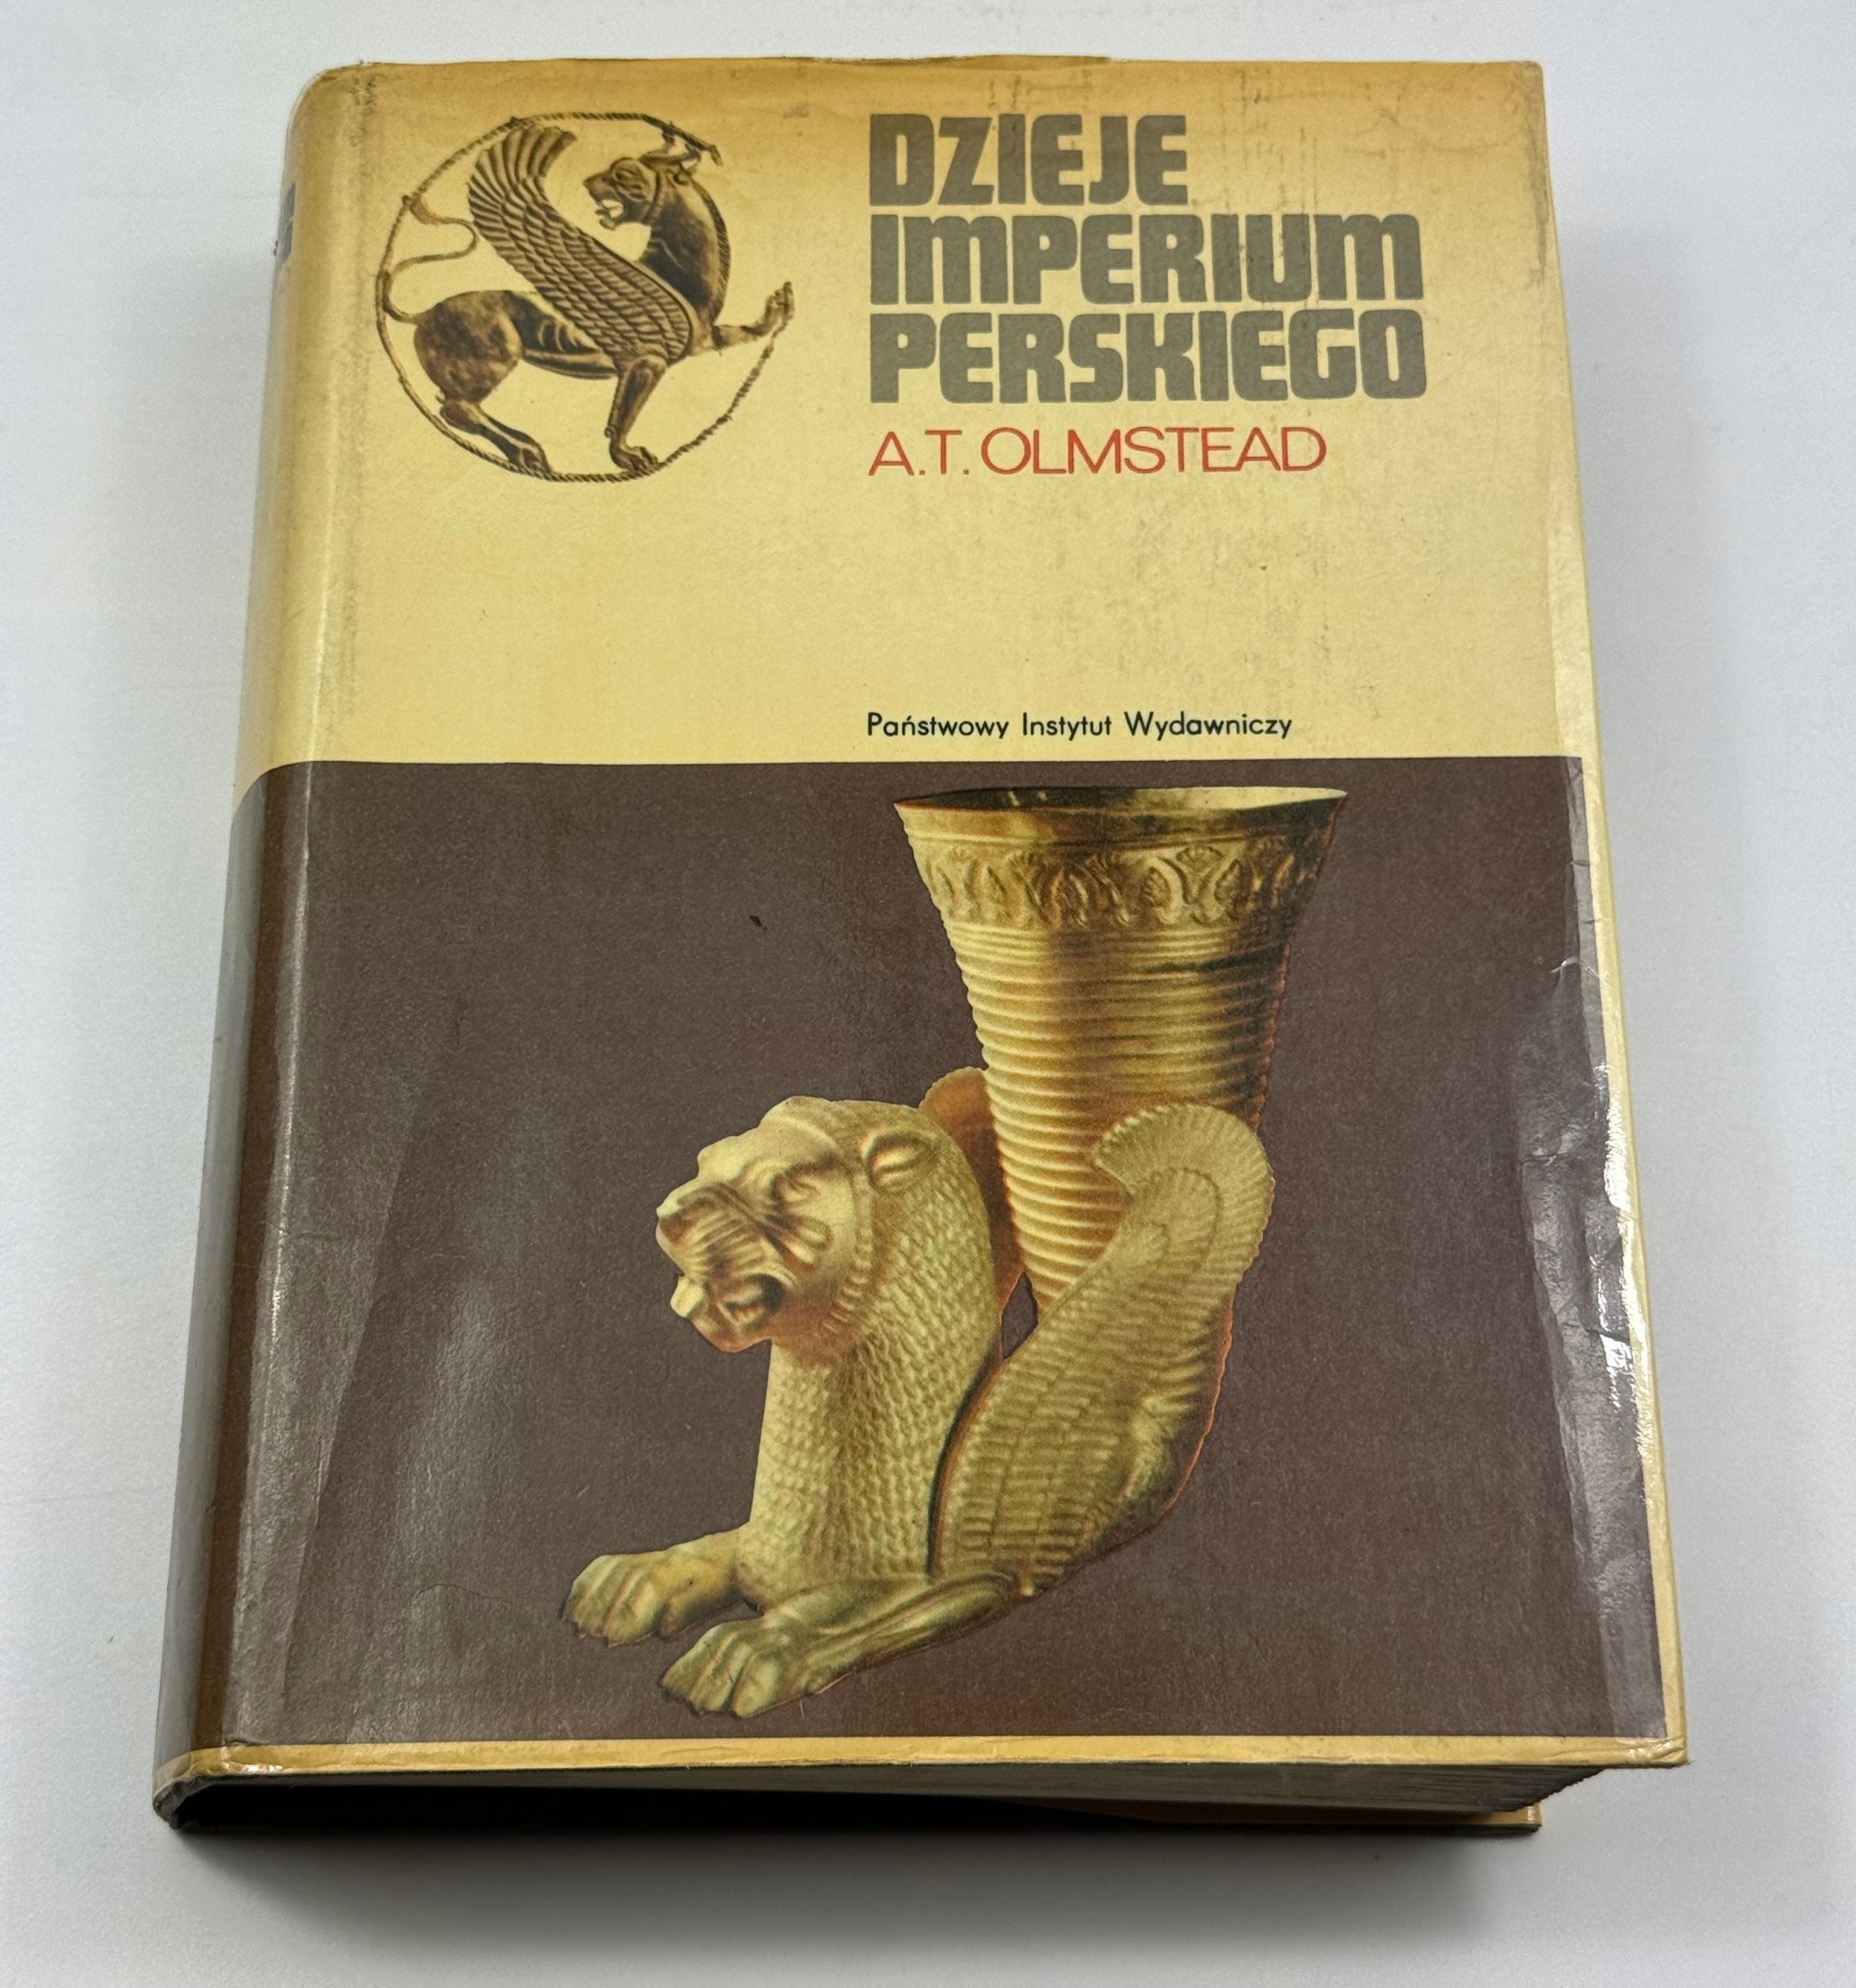 DZIEJE
IMPERIUM
PERSKIEGO
A.T. OLMSTEAD
Państwowy Instytut Wydawniczy